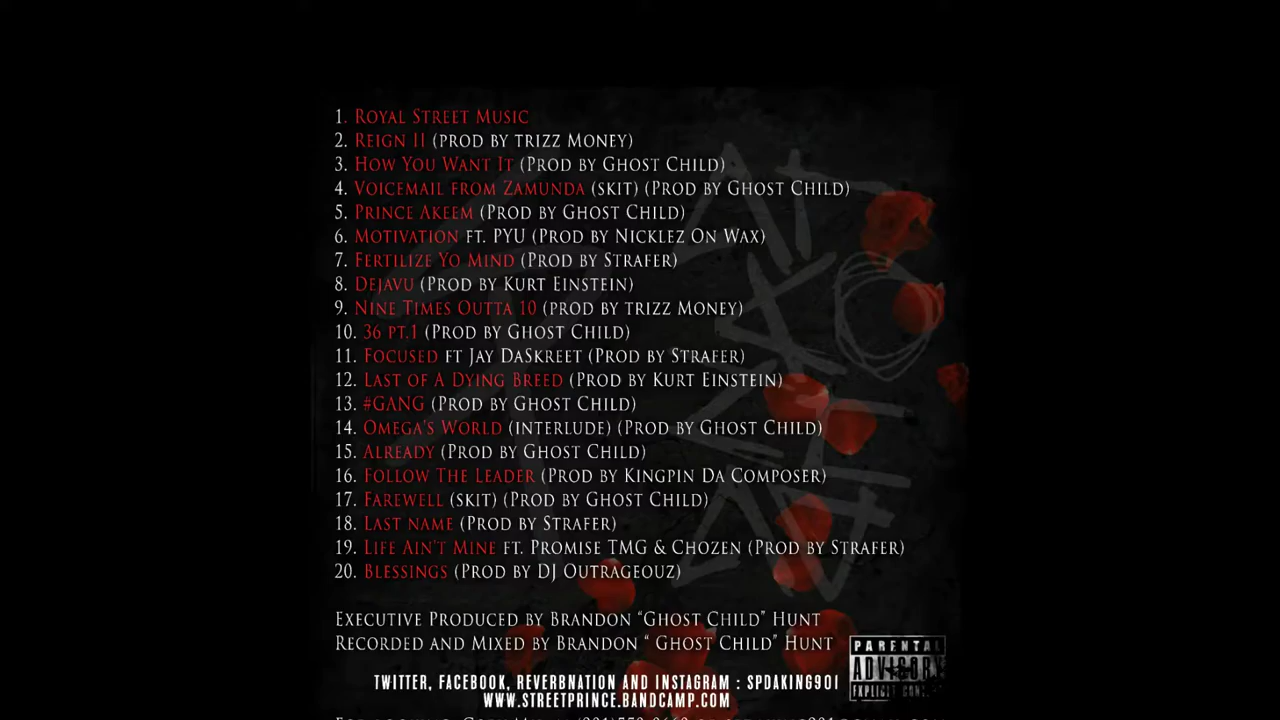 1. Royal Street Music
2. Reign II (prod by trizz Money)
3. How You Want It (Prod by Ghost Child)
4. Voicemail from Zamunda (skit) (Prod by Ghost Child)
5. Prince Akeem (Prod by Ghost Child)
6. Motivation ft. PYU (Prod by Nicklez On Wax)
7. Fertilize Yo Mind (Prod by Strafer)
8. Dejavu (Prod by Kurt Einstein)
9. Nine Times Outta 10 (prod by trizz Money)
10. 36 pt.1 (Prod by Ghost Child)
11. Focused ft Jay DaSkreet (Prod by Strafer)
12. Last of A Dying Breed (Prod by Kurt Einstein)
13. #GANG (Prod by Ghost Child)
14. Omega's World (interlude) (Prod by Ghost Child)
15. Already (Prod by Ghost Child)
16. Follow The Leader (Prod by Kingpin Da Composer)
17. Farewell (skit) (Prod by Ghost Child)
18. Last name (Prod by Strafer)
19. Life Ain't Mine ft. Promise TMG & Chozen (Prod by Strafer)
20. Blessings (Prod by DJ Outrageouz)
Executive Produced by Brandon “Ghost Child” Hunt
Recorded and Mixed by Brandon “ Ghost Child” Hunt
PARENTAL
ADVISORY
EXPLICIT
TWITTER, FACEBOOK, REVERBNATION AND INSTAGRAM : SPDAKING901
WWW.STREETPRINCE.BANDCAMP.COM